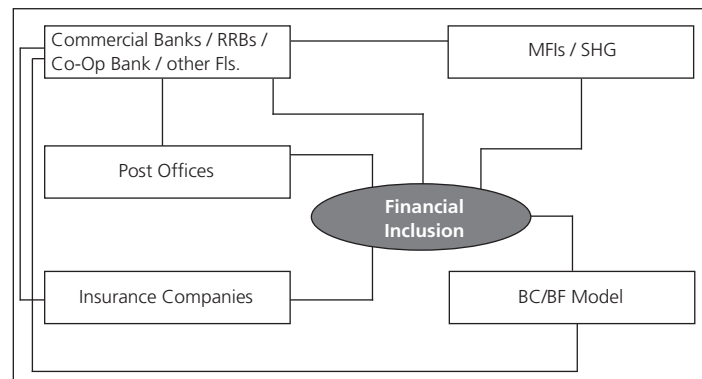 Commercial Banks / RRBs /
Co-Op Bank / other FIs.
MFIs / SHG
Post Offices
Financial
Inclusion
Insurance Companies
BC/BF Model